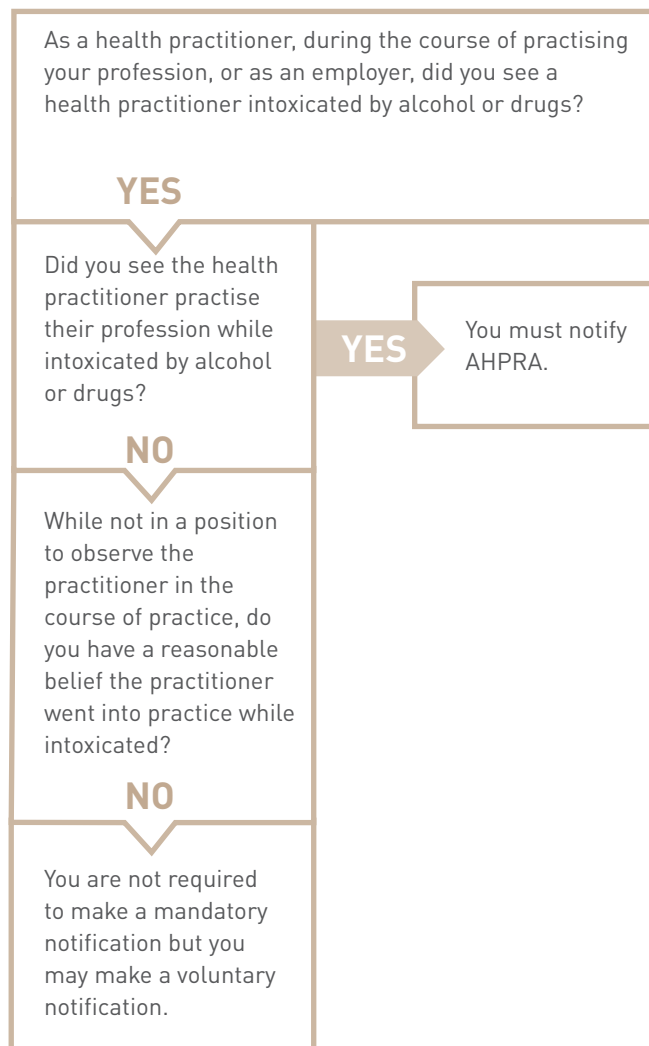 As a health practitioner, during the course of practising
your profession, or as an employer, did you see a
health practitioner intoxicated by alcohol or drugs?
YES
Did you see the health
practitioner practise
their profession while
intoxicated by alcohol
or drugs?
YES
You must notify
AHPRA.
NO
While not in a position
to observe the
practitioner in the
course of practice, do
you have a reasonable
belief the practitioner
went into practice while
intoxicated?
NO
You are not required
to make a mandatory
notification but you
may make a voluntary
notification.